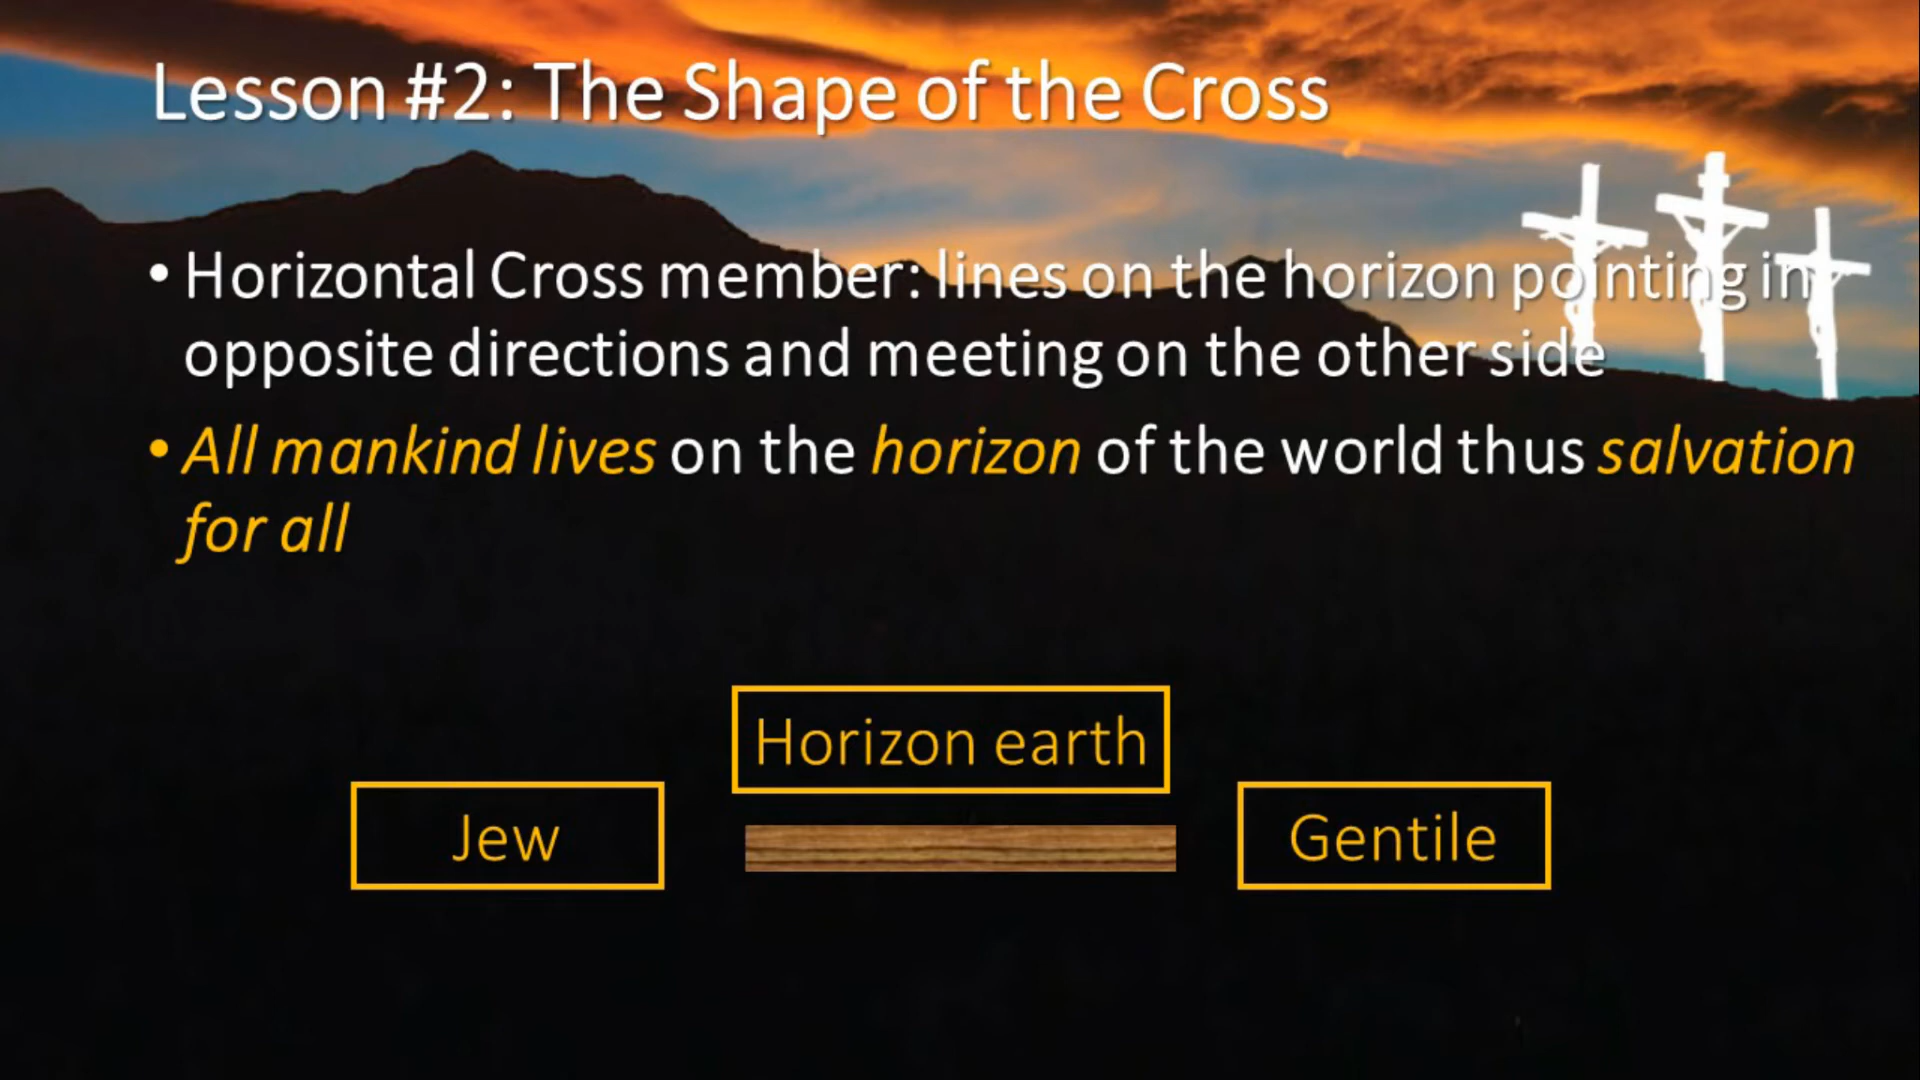 Lesson #2: The Shape of the Cross
• Horizontal Cross member: lines on the horizon pointing in
opposite directions and meeting on the other side
• All mankind lives on the horizon of the world thus salvation
for all
Horizon earth
Jew
Gentile